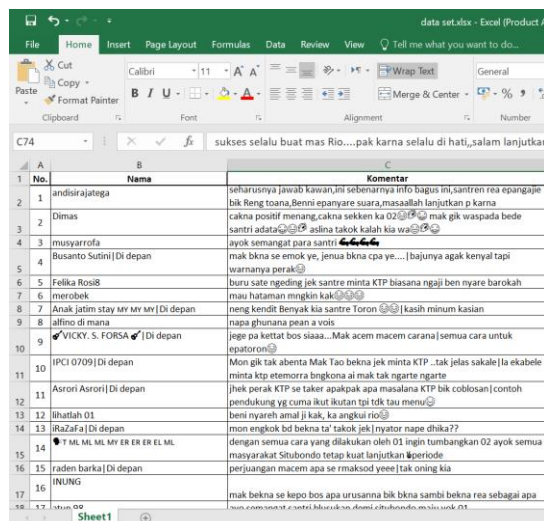 data set.xlsx - Excel (Product A
File Home Insert Page Layout Formulas Data Review View Tell me what you want to do...
Cut
Copy
Format Painter
Paste
Calibri 11 A A
B I U A
Wrap Text
Merge & Center
General
% ,
Clipboard Font Alignment Number
C74 fx sukses selalu buat mas Rio....pak karna selalu di hati,,salam lanjutka
A B C
1 No. Nama Komentar
2 1 andisirajatega seharusnya jawab kawan,ini sebenarnya info bagus ini,santren rea epangajie
bik Reng toana,Benni epanyare suara,masaallah lanjutkan p karna
3 2 Dimas cakna positif menang,cakna sekken ka 02😄 mak gik waspada bede
santri adata😄 aslina takok kalah kia wa😄
4 3 musyarrofa ayok semangat para santri
5 4 Busanto Sutini|Di depan mak bkna se emok ye, jenua bkna cpa ye....|bajunya agak kenyal tapi
warnanya perak😄
6 5 Felika Rosi8 buru sate ngeding jek santre minta KTP biasana ngaji ben nyare barokah
7 6 merobek mau hataman mngkin kak😄😄😄
8 7 Anak jatim stay MY MY MY|Di depan neng kendit Benyak kia santre Toron 😄😄|kasih minum kasian
9 8 alfino di mana napa ghunana pean a vois
10 9 VICKY. S. FORSA |Di depan jege pa kettat bos siaaa...Mak acem macem carana|semua cara untuk
epatoron😄
11 10 IPCI 0709|Di depan Mon gik tak abenta Mak Tao bekna jek minta KTP ..tak jelas sakale|la ekabele
minta ktp etemorra bngkona ai mak tak ngarte ngarte
12 11 Asrori Asrori|Di depan jhek perak KTP se taker apakpak apa masalana KTP bik coblosan|contoh
pendukung yg cuma ikut ikutan tpi tdk tau menu😄
13 12 lihatlah 01 beni nyareh amal ji kak, ka angkui rio😄
14 13 iRaZaFa|Di depan mon engkok bd bekna ta' takok jek|nyator nape dhika??
15 14 T ML ML ML MY ER ER ER EL ML dengan semua cara yang dilakukan oleh 01 ingin tumbangkan 02 ayok semua
masyarakat Situbondo tetap kuat lanjutkan periode
16 15 raden barka|Di depan perjuangan macem apa se rmaksod yeee|tak oning kia
17 16 INUNG mak bekna se kepo bos apa urusanna bik bkna sambi bekna rea sebagai apa
18 17 atun 98
Sheet1